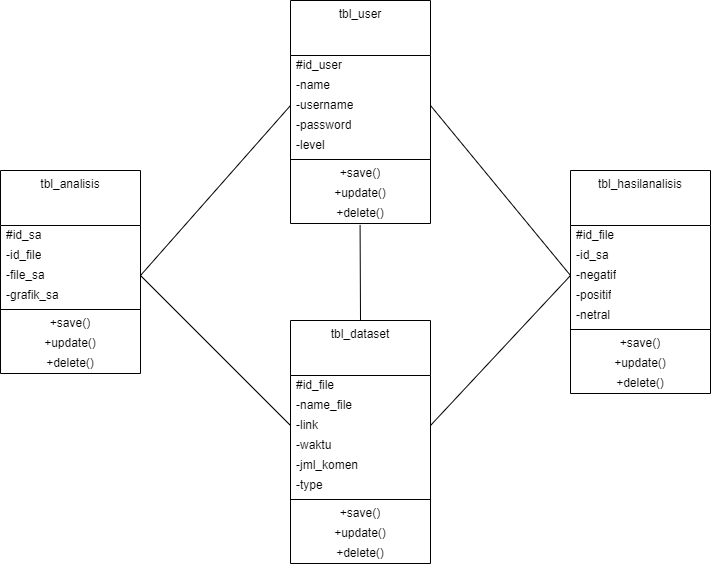 tbl_user
#id_user
-name
-username
-password
-level
+save()
+update()
+delete()
tbl_analisis
#id_sa
-id_file
-file_sa
-grafik_sa
+save()
+update()
+delete()
tbl_hasilanalisis
#id_file
-id_sa
-negatif
-positif
-netral
+save()
+update()
+delete()
tbl_dataset
#id_file
-name_file
-link
-waktu
-jml_komen
-type
+save()
+update()
+delete()